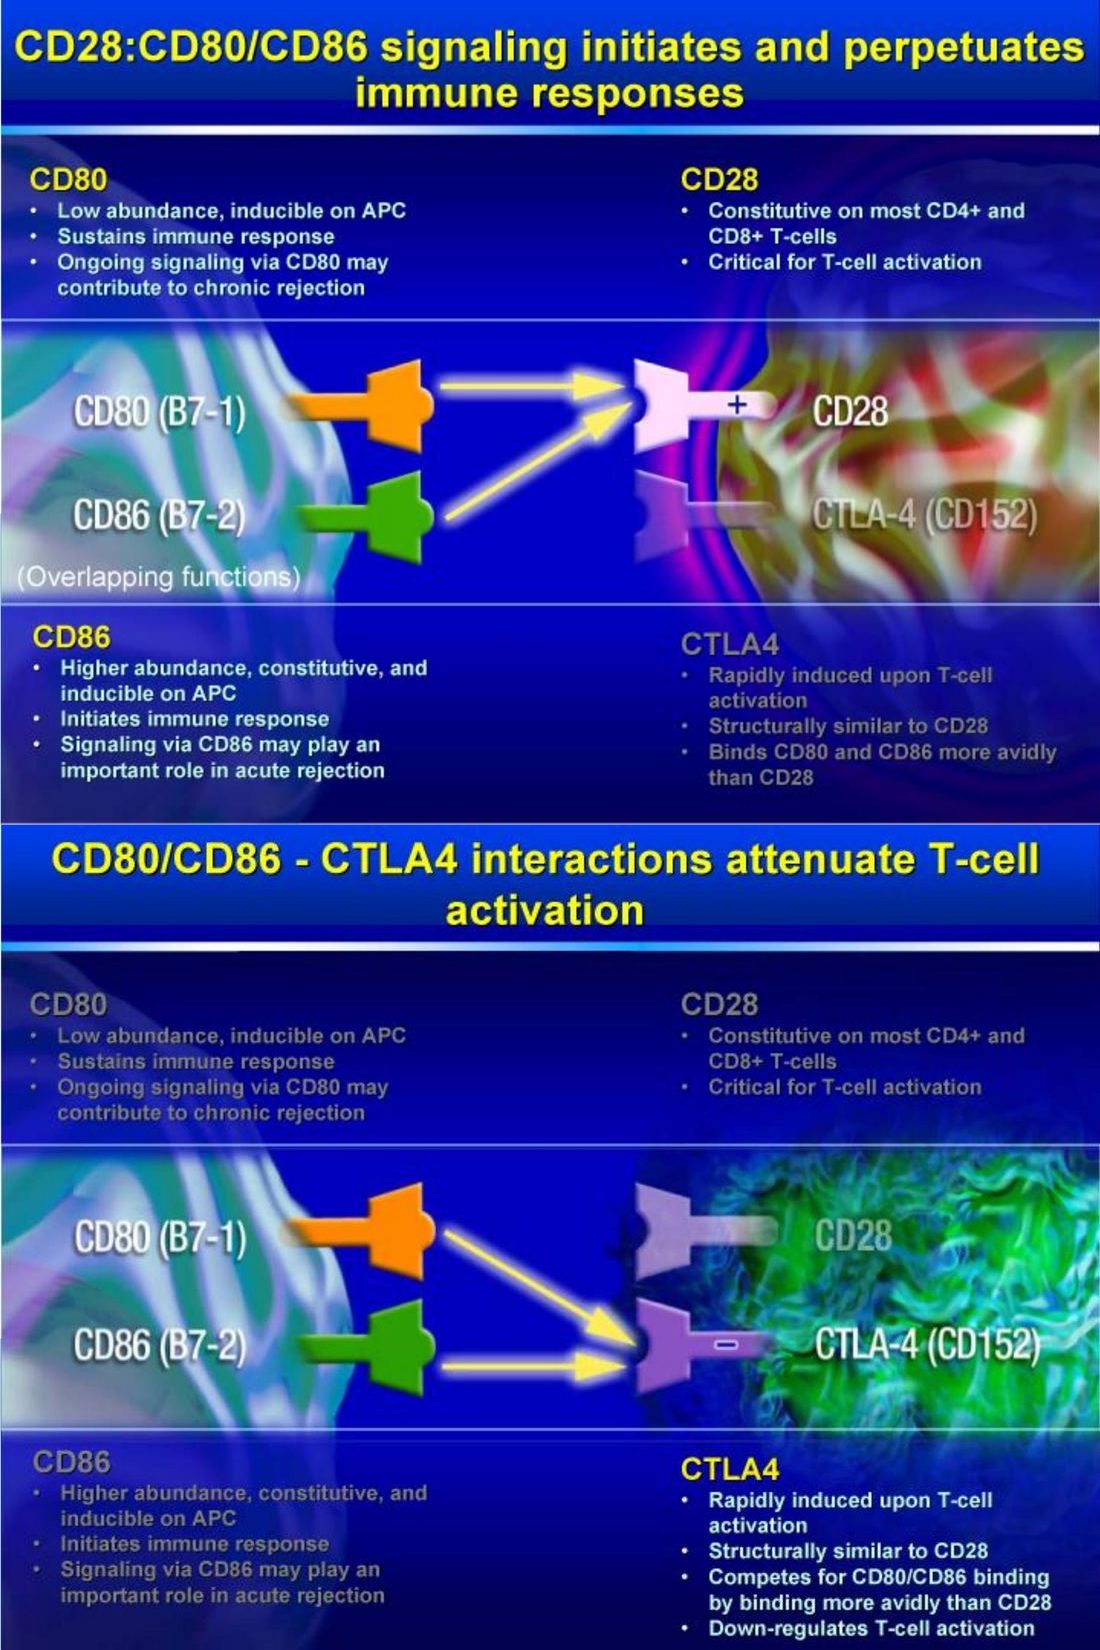 CD28:CD80/CD86 signaling initiates and perpetuates
immune responses
CD80
• Low abundance, inducible on APC
• Sustains immune response
• Ongoing signaling via CD80 may
contribute to chronic rejection
CD28
• Constitutive on most CD4+ and
CD8+ T-cells
• Critical for T-cell activation
CD80 (B7-1)
+
CD28
CD86 (B7-2)
CTLA-4 (CD152)
(Overlapping functions)
CD86
• Higher abundance, constitutive, and
inducible on APC
• Initiates immune response
• Signaling via CD86 may play an
important role in acute rejection
CTLA4
• Rapidly induced upon T-cell
activation
• Structurally similar to CD28
• Binds CD80 and CD86 more avidly
than CD28
CD80/CD86 - CTLA4 interactions attenuate T-cell
activation
CD80
• Low abundance, inducible on APC
• Sustains immune response
• Ongoing signaling via CD80 may
contribute to chronic rejection
CD28
• Constitutive on most CD4+ and
CD8+ T-cells
• Critical for T-cell activation
CD80 (B7-1)
CD28
CD86 (B7-2)
−
CTLA-4 (CD152)
CD86
• Higher abundance, constitutive, and
inducible on APC
• Initiates immune response
• Signaling via CD86 may play an
important role in acute rejection
CTLA4
• Rapidly induced upon T-cell
activation
• Structurally similar to CD28
• Competes for CD80/CD86 binding
by binding more avidly than CD28
• Down-regulates T-cell activation